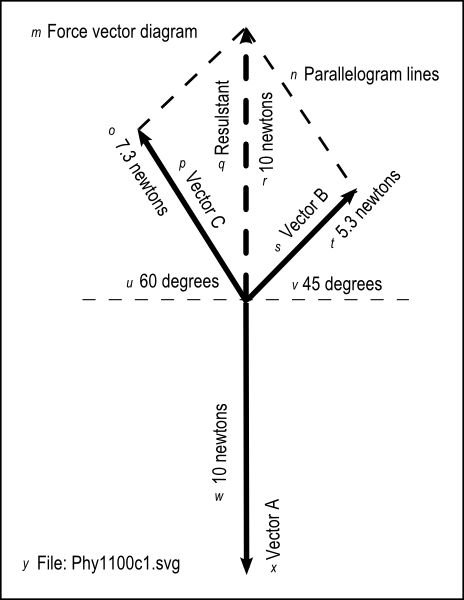 m Force vector diagram
n Parallelogram lines
o 7.3 newtons
p Vector C
q Resulstant
r 10 newtons
s Vector B
t 5.3 newtons
u 60 degrees
v 45 degrees
w 10 newtons
x Vector A
y File: Phy1100c1.svg